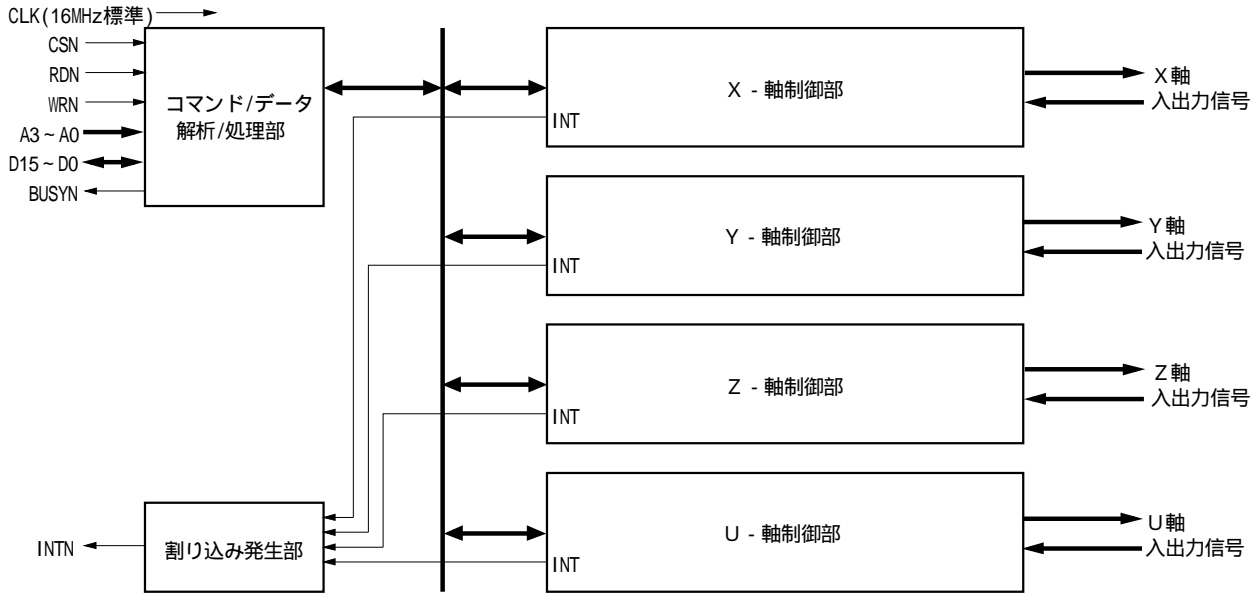 CLK(16MHz標準)
CSN
RDN
WRN
A3~A0
D15~D0
BUSYN
コマンド/データ
解析/処理部
X - 軸制御部
INT
X軸
入出力信号
Y - 軸制御部
INT
Y軸
入出力信号
Z - 軸制御部
INT
Z軸
入出力信号
U - 軸制御部
INT
U軸
入出力信号
割り込み発生部
INTN